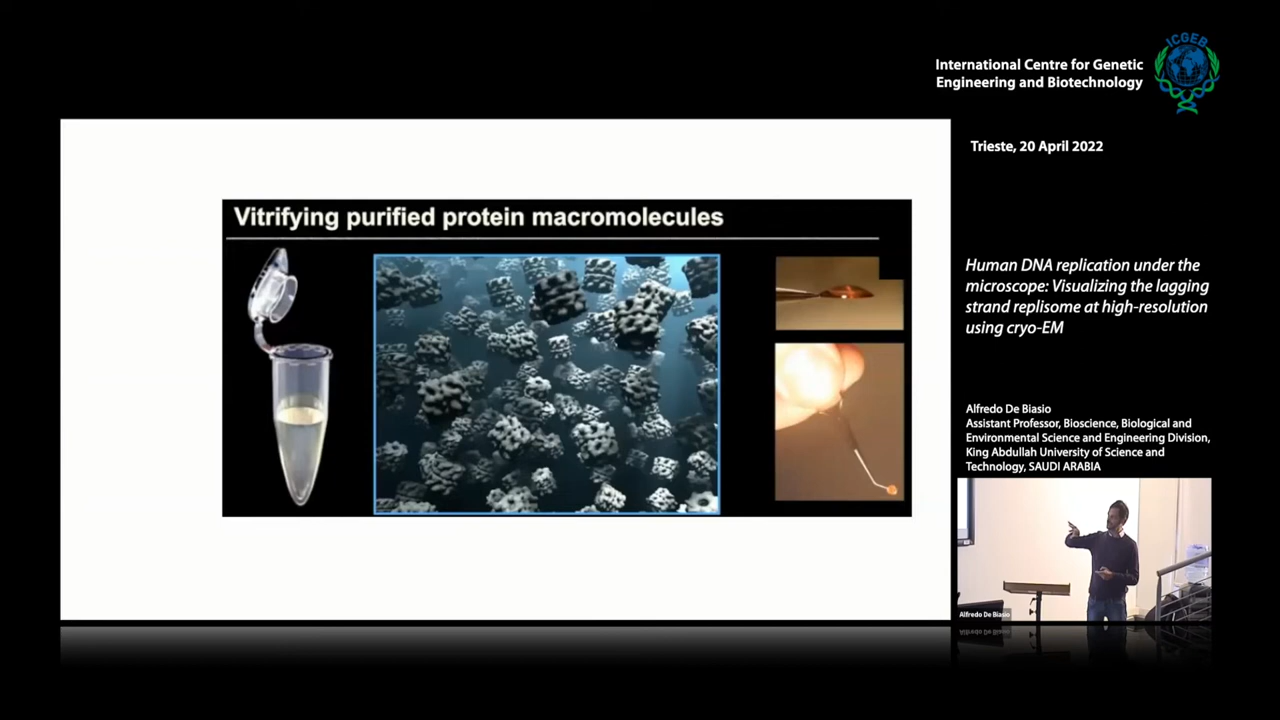 International Centre for Genetic
Engineering and Biotechnology
ICGEB
Trieste, 20 April 2022
Vitrifying purified protein macromolecules
Human DNA replication under the
microscope: Visualizing the lagging
strand replisome at high-resolution
using cryo-EM
Alfredo De Biasio
Assistant Professor, Bioscience, Biological and
Environmental Science and Engineering Division,
King Abdullah University of Science and
Technology, SAUDI ARABIA
Alfredo De Biasio